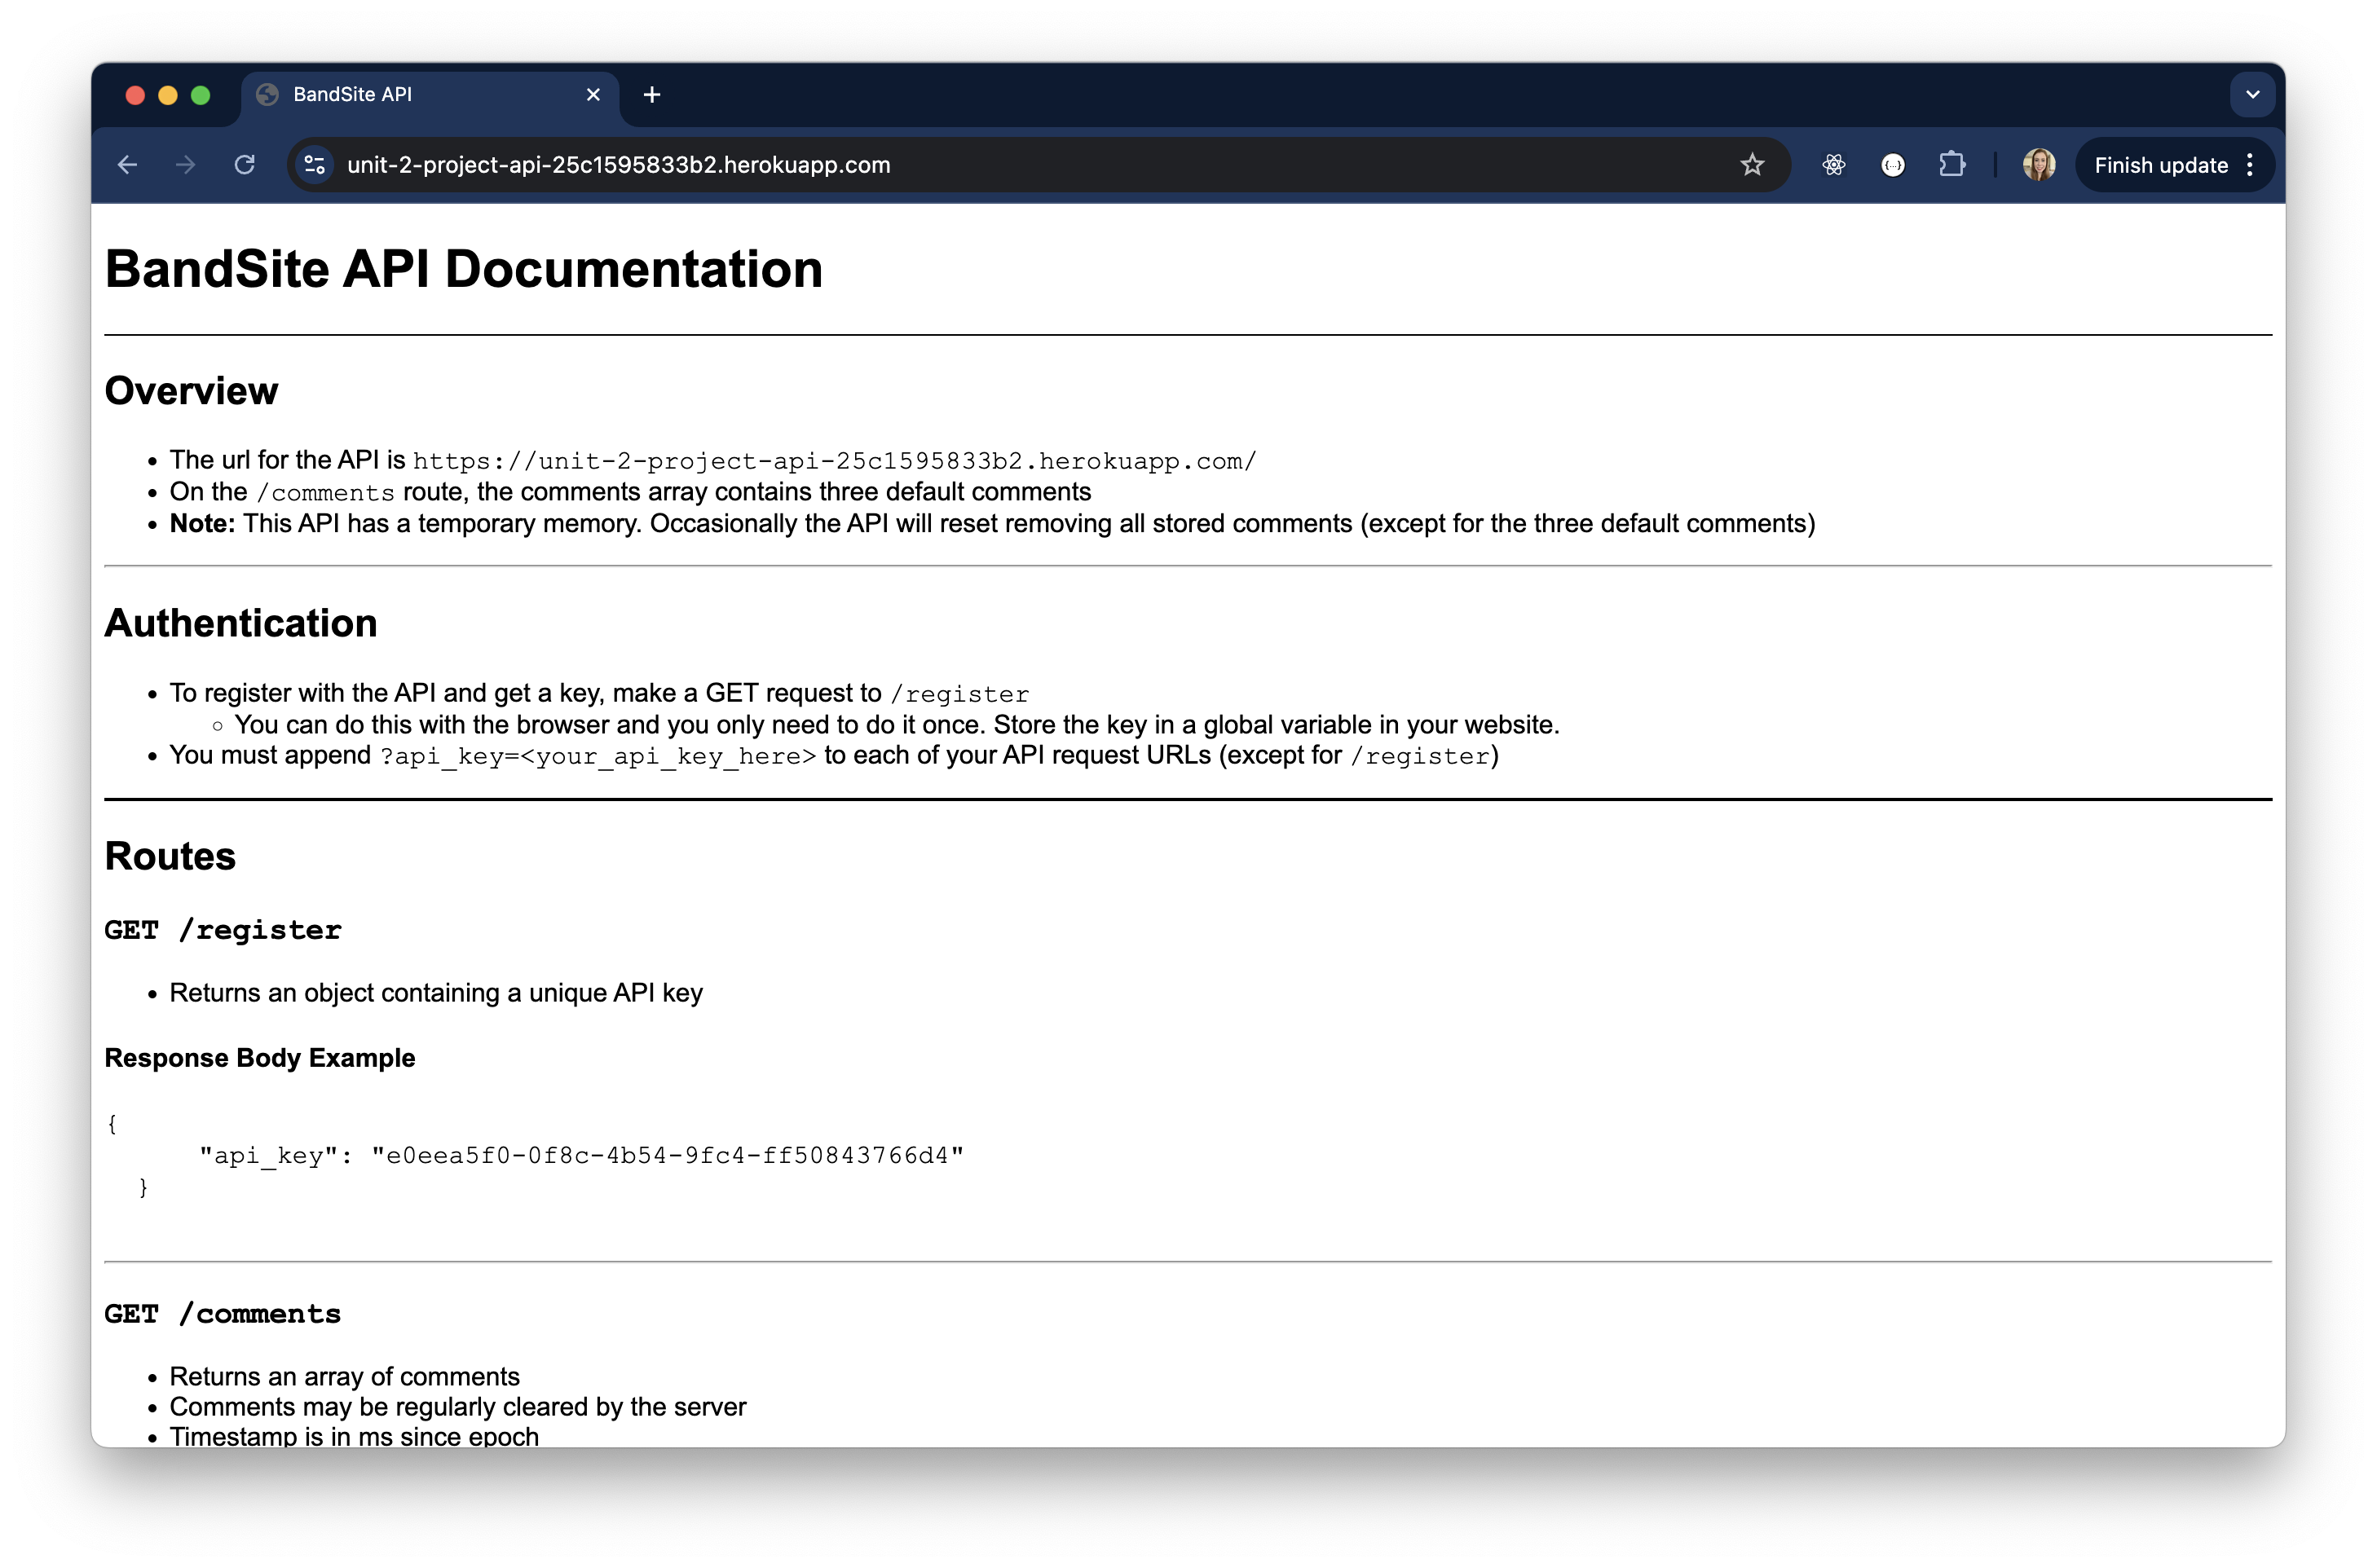 BandSite API
unit-2-project-api-25c1595833b2.herokuapp.com
Finish update
BandSite API Documentation
Overview
The url for the API is https://unit-2-project-api-25c1595833b2.herokuapp.com/
On the /comments route, the comments array contains three default comments
Note: This API has a temporary memory. Occasionally the API will reset removing all stored comments (except for the three default comments)
Authentication
To register with the API and get a key, make a GET request to /register
You can do this with the browser and you only need to do it once. Store the key in a global variable in your website.
You must append ?api_key=<your_api_key_here> to each of your API request URLs (except for /register)
Routes
GET /register
Returns an object containing a unique API key
Response Body Example
{
"api_key": "e0eea5f0-0f8c-4b54-9fc4-ff50843766d4"
}
GET /comments
Returns an array of comments
Comments may be regularly cleared by the server
Timestamp is in ms since epoch